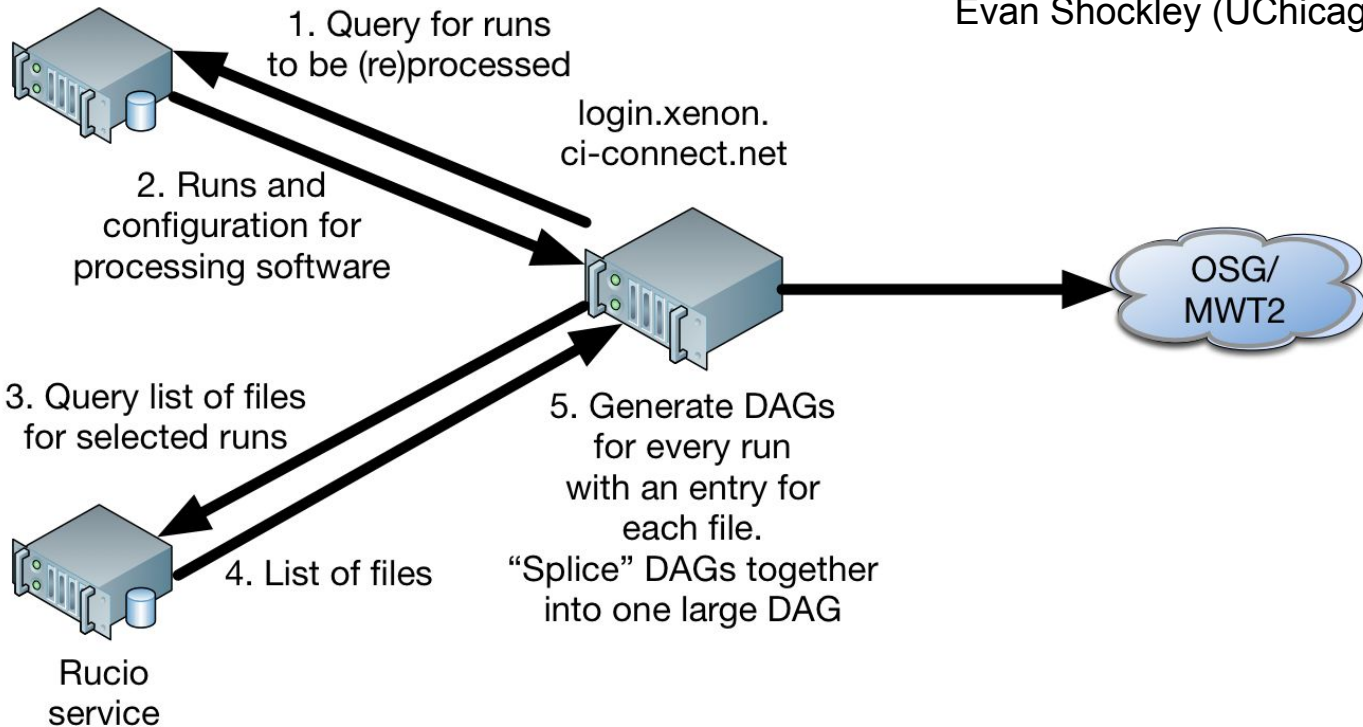 Evan Shockley (UChicag
1. Query for runs
to be (re)processed
login.xenon.
ci-connect.net
2. Runs and
configuration for
processing software
OSG/
MWT2
3. Query list of files
for selected runs
5. Generate DAGs
for every run
with an entry for
each file.
“Splice” DAGs together
into one large DAG
4. List of files
Rucio
service